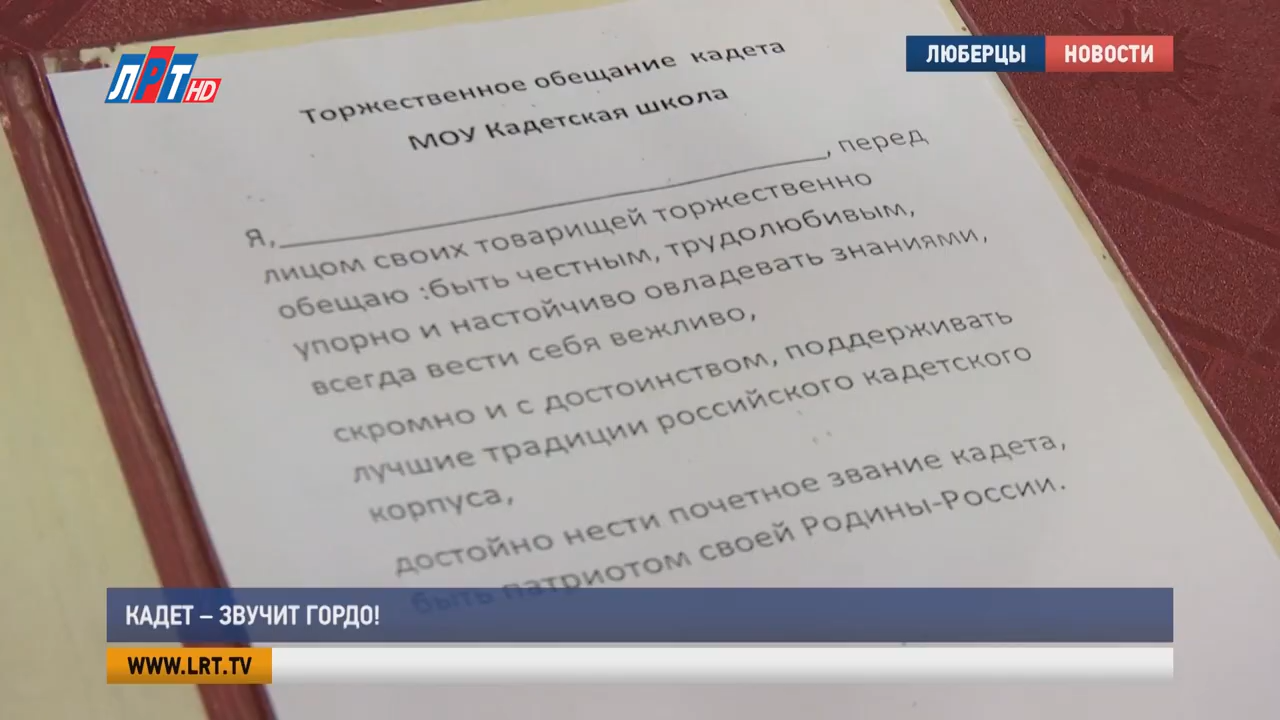 ЛРТ HD
ЛЮБЕРЦЫ НОВОСТИ
Торжественное обещание кадета
МОУ Кадетская школа
Я,____________________, перед
лицом своих товарищей торжественно
обещаю :быть честным, трудолюбивым,
упорно и настойчиво овладевать знаниями,
всегда вести себя вежливо,
скромно и с достоинством, поддерживать
лучшие традиции российского кадетского
корпуса,
достойно нести почетное звание кадета,
быть патриотом своей Родины-России.
КАДЕТ – ЗВУЧИТ ГОРДО!
WWW.LRT.TV